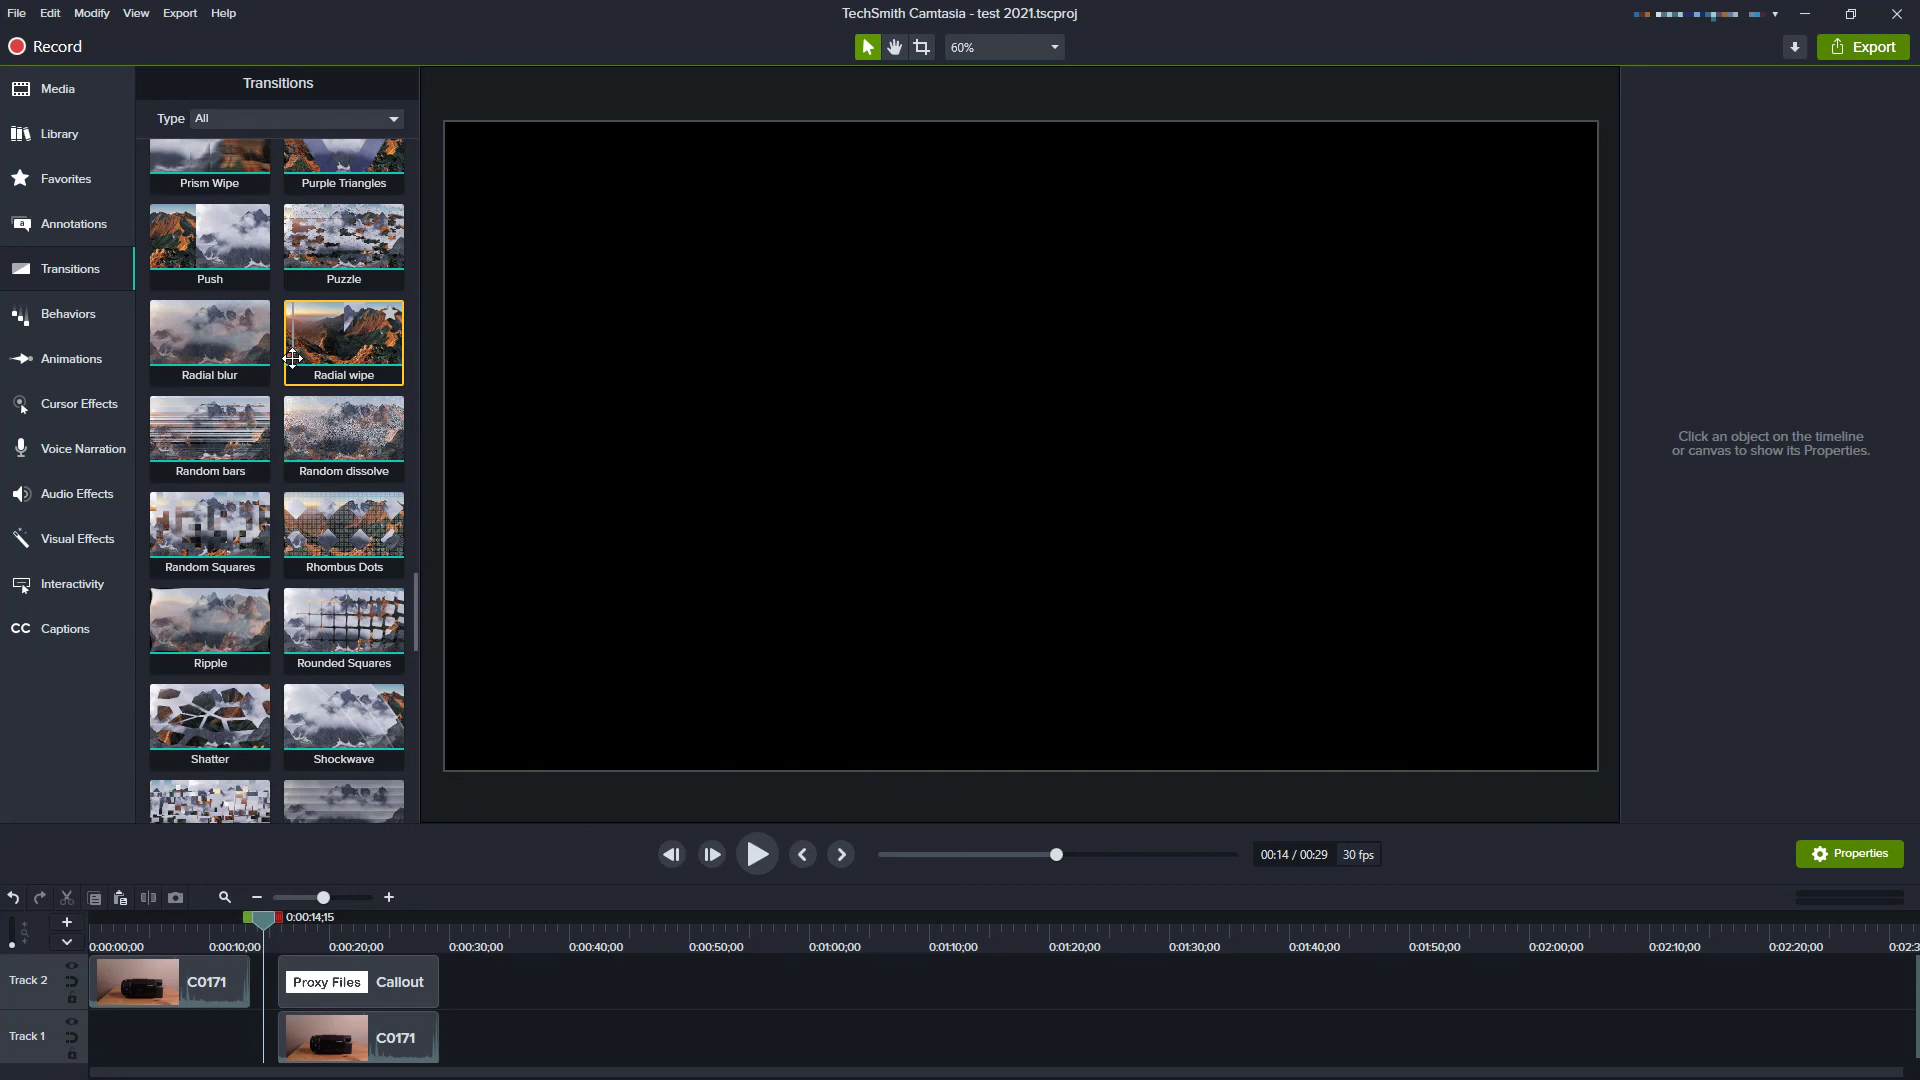 File Edit Modify View Export Help
TechSmith Camtasia - test 2021.tscproj
Record
60%
Export
Media
Library
Favorites
Annotations
Transitions
Behaviors
Animations
Cursor Effects
Voice Narration
Audio Effects
Visual Effects
Interactivity
CC Captions
Transitions
Type All
Prism Wipe Purple Triangles
Push Puzzle
Radial blur Radial wipe
Random bars Random dissolve
Random Squares Rhombus Dots
Ripple Rounded Squares
Shatter Shockwave
Click an object on the timeline
or canvas to show its Properties.
00:14 / 00:29 30 fps
Properties
0:00:14;15
0:00:00;00 0:00:10;00 0:00:20;00 0:00:30;00 0:00:40;00 0:00:50;00 0:01:00;00 0:01:10;00 0:01:20;00 0:01:30;00 0:01:40;00 0:01:50;00 0:02:00;00 0:02:10;00 0:02:20;00 0:02:3
Track 2 C0171 Proxy Files Callout
Track 1 C0171